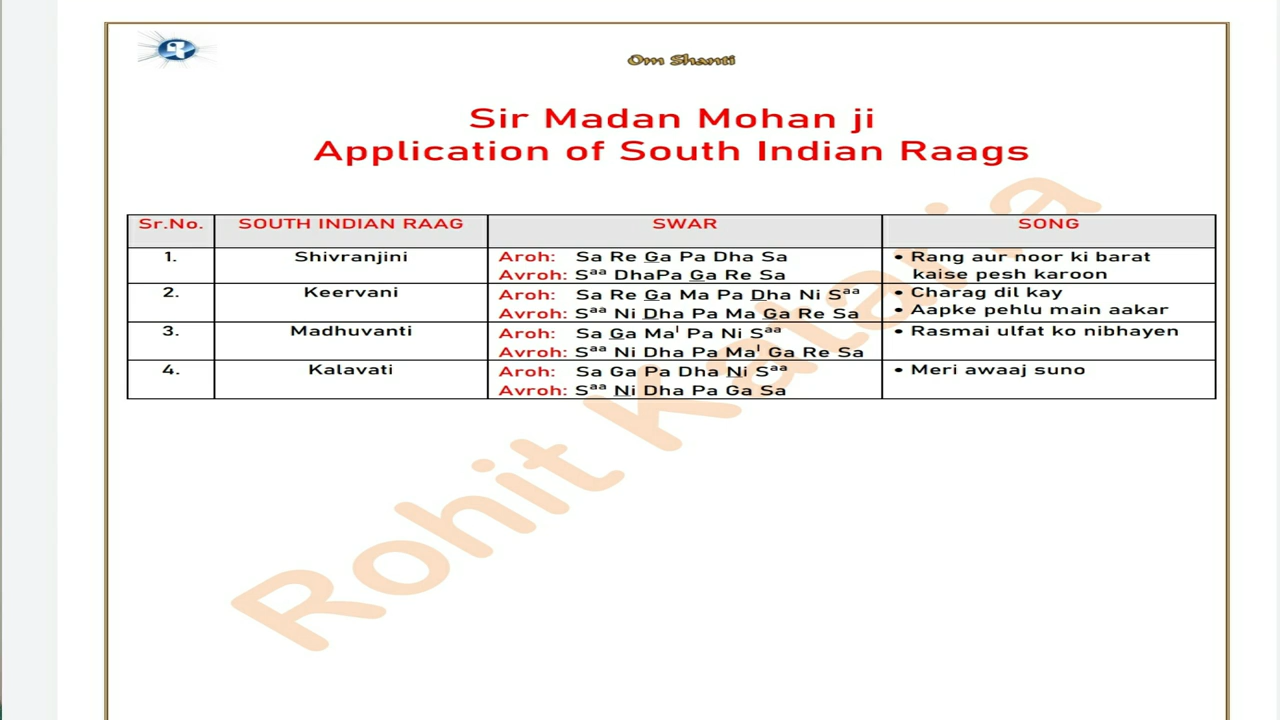 Om Shanti
Sir Madan Mohan ji
Application of South Indian Raags
Sr.No. SOUTH INDIAN RAAG SWAR SONG
1. Shivranjini Aroh: Sa Re Ga Pa Dha Sa • Rang aur noor ki barat
Avroh: Sᵃᵃ DhaPa Ga Re Sa kaise pesh karoon
2. Keervani Aroh: Sa Re Ga Ma Pa Dha Ni Sᵃᵃ • Charag dil kay
Avroh: Sᵃᵃ Ni Dha Pa Ma Ga Re Sa • Aapke pehlu main aakar
3. Madhuvanti Aroh: Sa Ga Maˡ Pa Ni Sᵃᵃ • Rasmai ulfat ko nibhayen
Avroh: Sᵃᵃ Ni Dha Pa Maˡ Ga Re Sa
4. Kalavati Aroh: Sa Ga Pa Dha Ni Sᵃᵃ • Meri awaaj suno
Avroh: Sᵃᵃ Ni Dha Pa Ga Sa
Rohit Kataria